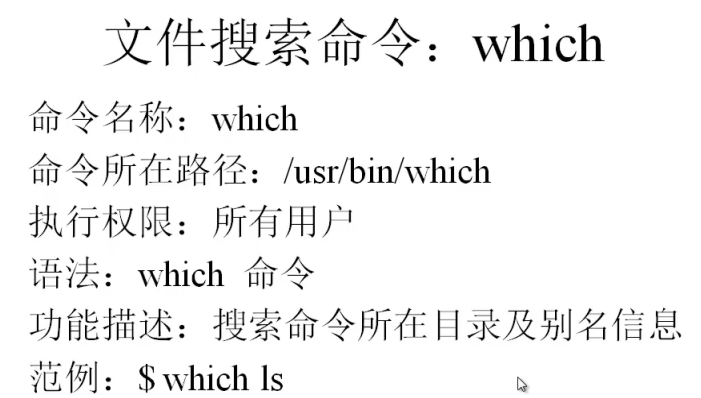 文件搜索命令：which
命令名称：which
命令所在路径：/usr/bin/which
执行权限：所有用户
语法：which 命令
功能描述：搜索命令所在目录及别名信息
范例：$ which ls